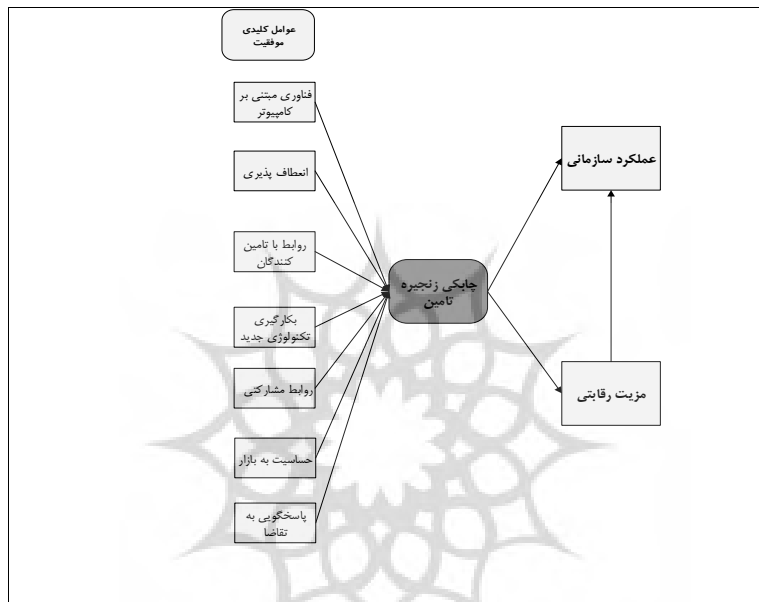 عوامل کلیدی
موفقیت
فناوری مبتنی بر
کامپیوتر
انعطاف پذیری
روابط با تامین
کنندگان
بکارگیری
تکنولوژی جدید
روابط مشارکتی
حساسیت به بازار
پاسخگویی به
تقاضا
چابکی زنجیره
تامین
عملکرد سازمانی
مزیت رقابتی